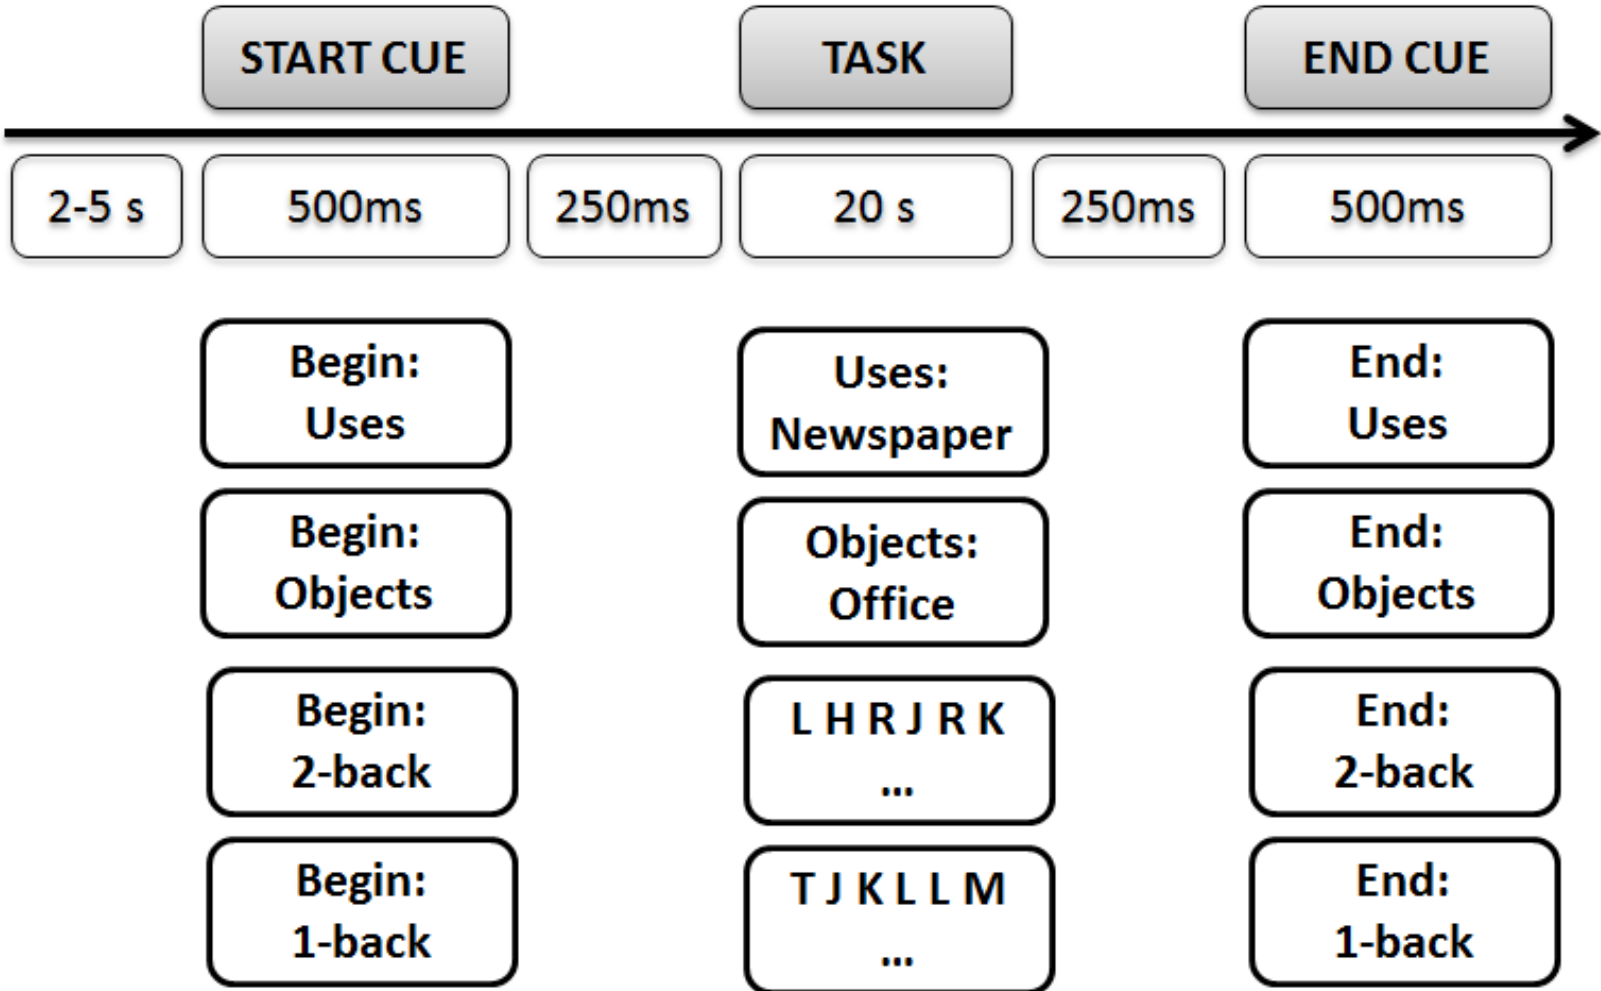 START CUE
TASK
END CUE
2-5 s
500ms
250ms
20 s
250ms
500ms
Begin:
Uses
Uses:
Newspaper
End:
Uses
Begin:
Objects
Objects:
Office
End:
Objects
Begin:
2-back
L H R J R K
...
End:
2-back
Begin:
1-back
T J K L L M
...
End:
1-back